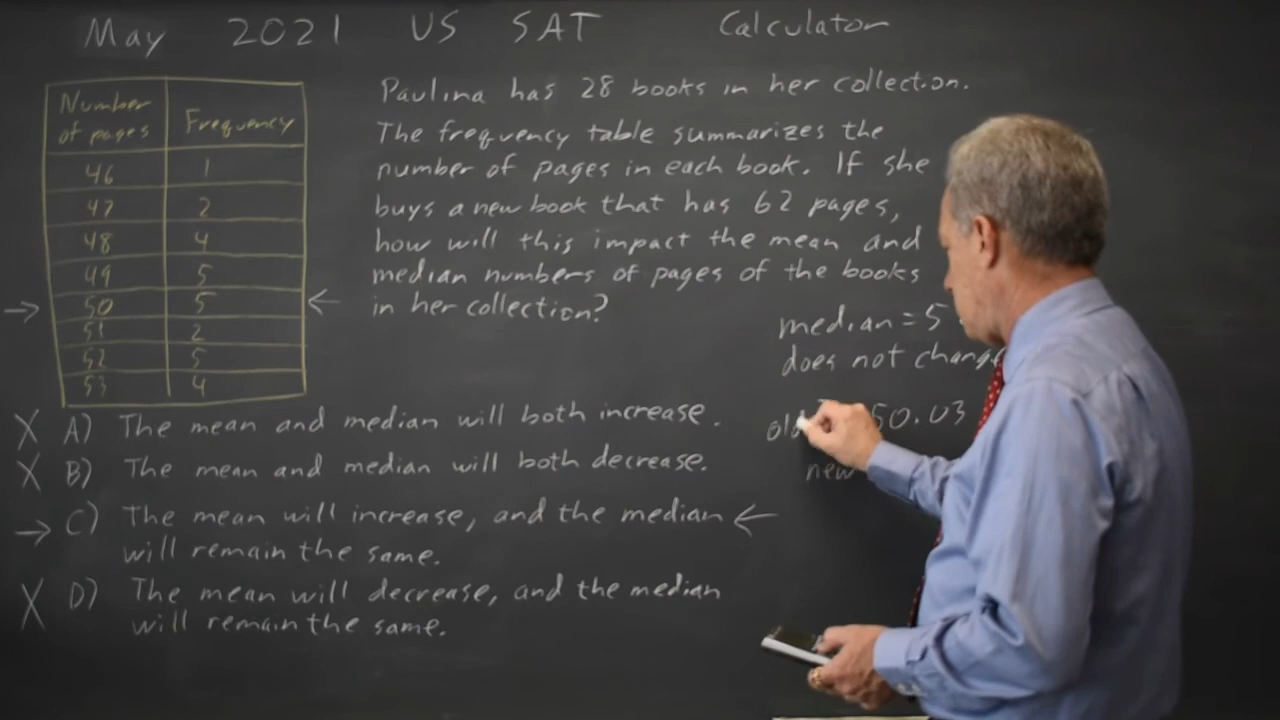 May 2021 US SAT Calculator
Number of pages Frequency
46 1
47 2
48 4
49 5
→ 50 5 ←
51 2
52 5
53 4
Paulina has 28 books in her collection.
The frequency table summarizes the
number of pages in each book. If she
buys a new book that has 62 pages,
how will this impact the mean and
median numbers of pages of the books
in her collection?
median = 5
does not change
old 50.03
new
X A) The mean and median will both increase.
X B) The mean and median will both decrease.
→ C) The mean will increase, and the median ←
will remain the same.
X D) The mean will decrease, and the median
will remain the same.